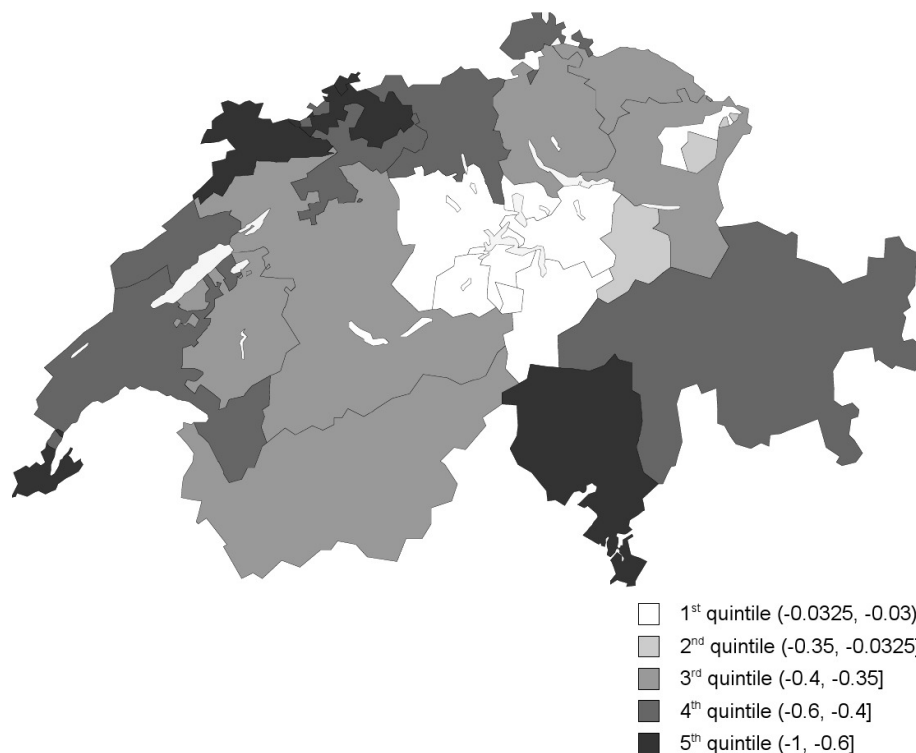 1st quintile (-0.0325, -0.03)
2nd quintile (-0.35, -0.0325]
3rd quintile (-0.4, -0.35]
4th quintile (-0.6, -0.4]
5th quintile (-1, -0.6]